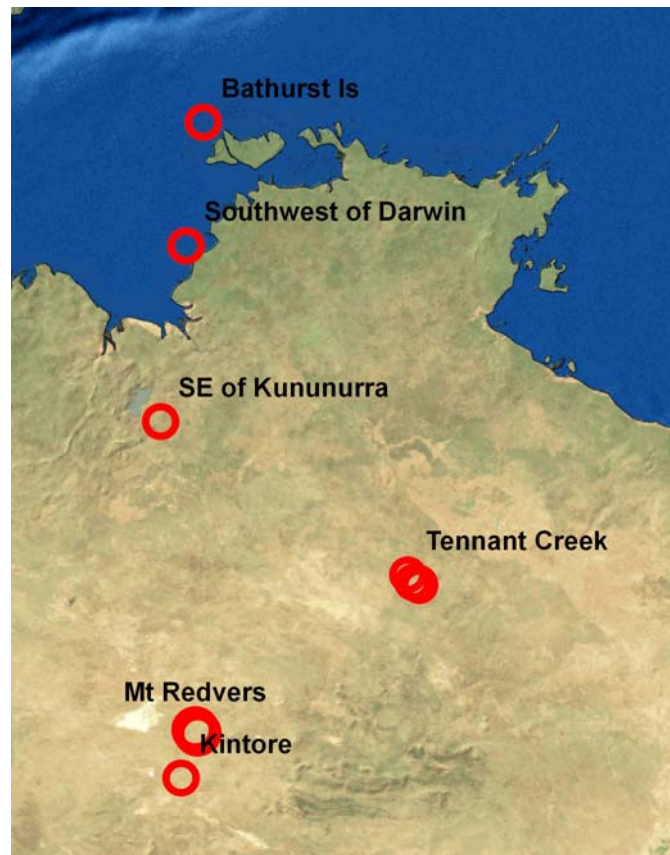 Bathurst Is
Southwest of Darwin
SE of Kununurra
Tennant Creek
Mt Redvers
Kintore